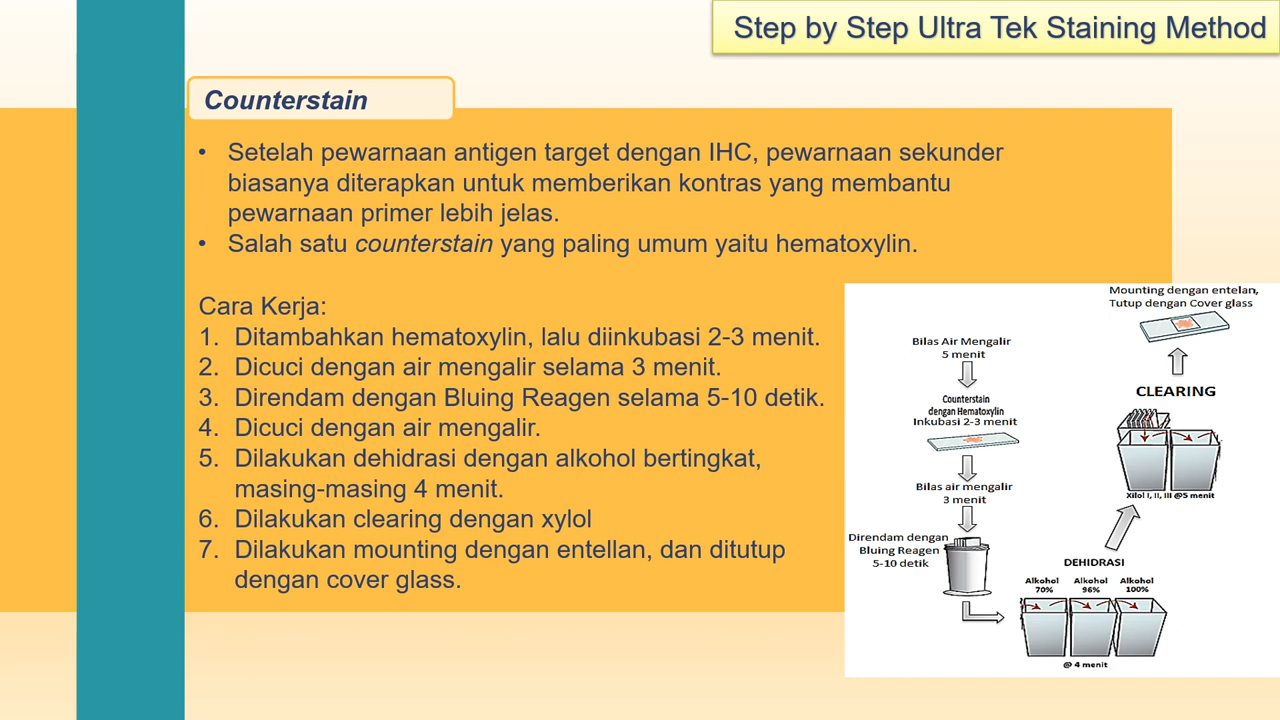 Step by Step Ultra Tek Staining Method
Counterstain
• Setelah pewarnaan antigen target dengan IHC, pewarnaan sekunder
biasanya diterapkan untuk memberikan kontras yang membantu
pewarnaan primer lebih jelas.
• Salah satu counterstain yang paling umum yaitu hematoxylin.
Cara Kerja:
1. Ditambahkan hematoxylin, lalu diinkubasi 2-3 menit.
2. Dicuci dengan air mengalir selama 3 menit.
3. Direndam dengan Bluing Reagen selama 5-10 detik.
4. Dicuci dengan air mengalir.
5. Dilakukan dehidrasi dengan alkohol bertingkat,
masing-masing 4 menit.
6. Dilakukan clearing dengan xylol
7. Dilakukan mounting dengan entellan, dan ditutup
dengan cover glass.
Bilas Air Mengalir
5 menit
Counterstain
dengan Hematoxylin
Inkubasi 2-3 menit
Bilas air mengalir
3 menit
Direndam dengan
Bluing Reagen
5-10 detik
DEHIDRASI
Alkohol
70%
Alkohol
96%
Alkohol
100%
@ 4 menit
Xilol I, II, III @5 menit
CLEARING
Mounting dengan entelan,
Tutup dengan Cover glass